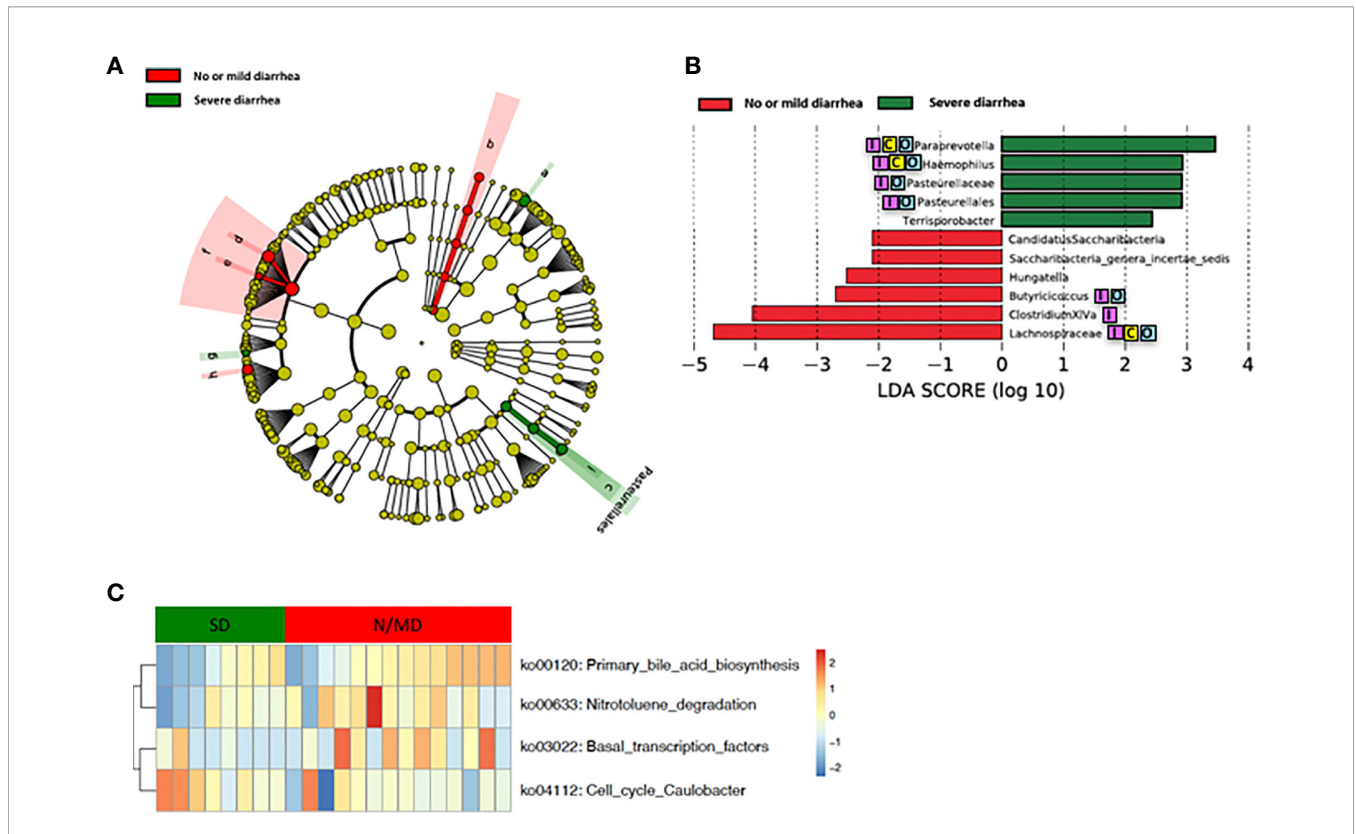 A
No or mild diarrhea
Severe diarrhea
b
a
d
f
e
g
h
i
c
Pasteurellales
B
No or mild diarrhea Severe diarrhea
I C O Paraprevotella
I C O Haemophilus
I O Pasteurellaceae
I O Pasteurellales
Terrisporobacter
CandidatusSaccharibacteria
Saccharibacteria_genera_incertae_sedis
Hungatella
Butyricicoccus I O
ClostridiumXIVa I
Lachnospiraceae I C O
−5 −4 −3 −2 −1 0 1 2 3 4
LDA SCORE (log 10)
C
SD N/MD
ko00120: Primary_bile_acid_biosynthesis
ko00633: Nitrotoluene_degradation
ko03022: Basal_transcription_factors
ko04112: Cell_cycle_Caulobacter
2
1
0
−1
−2